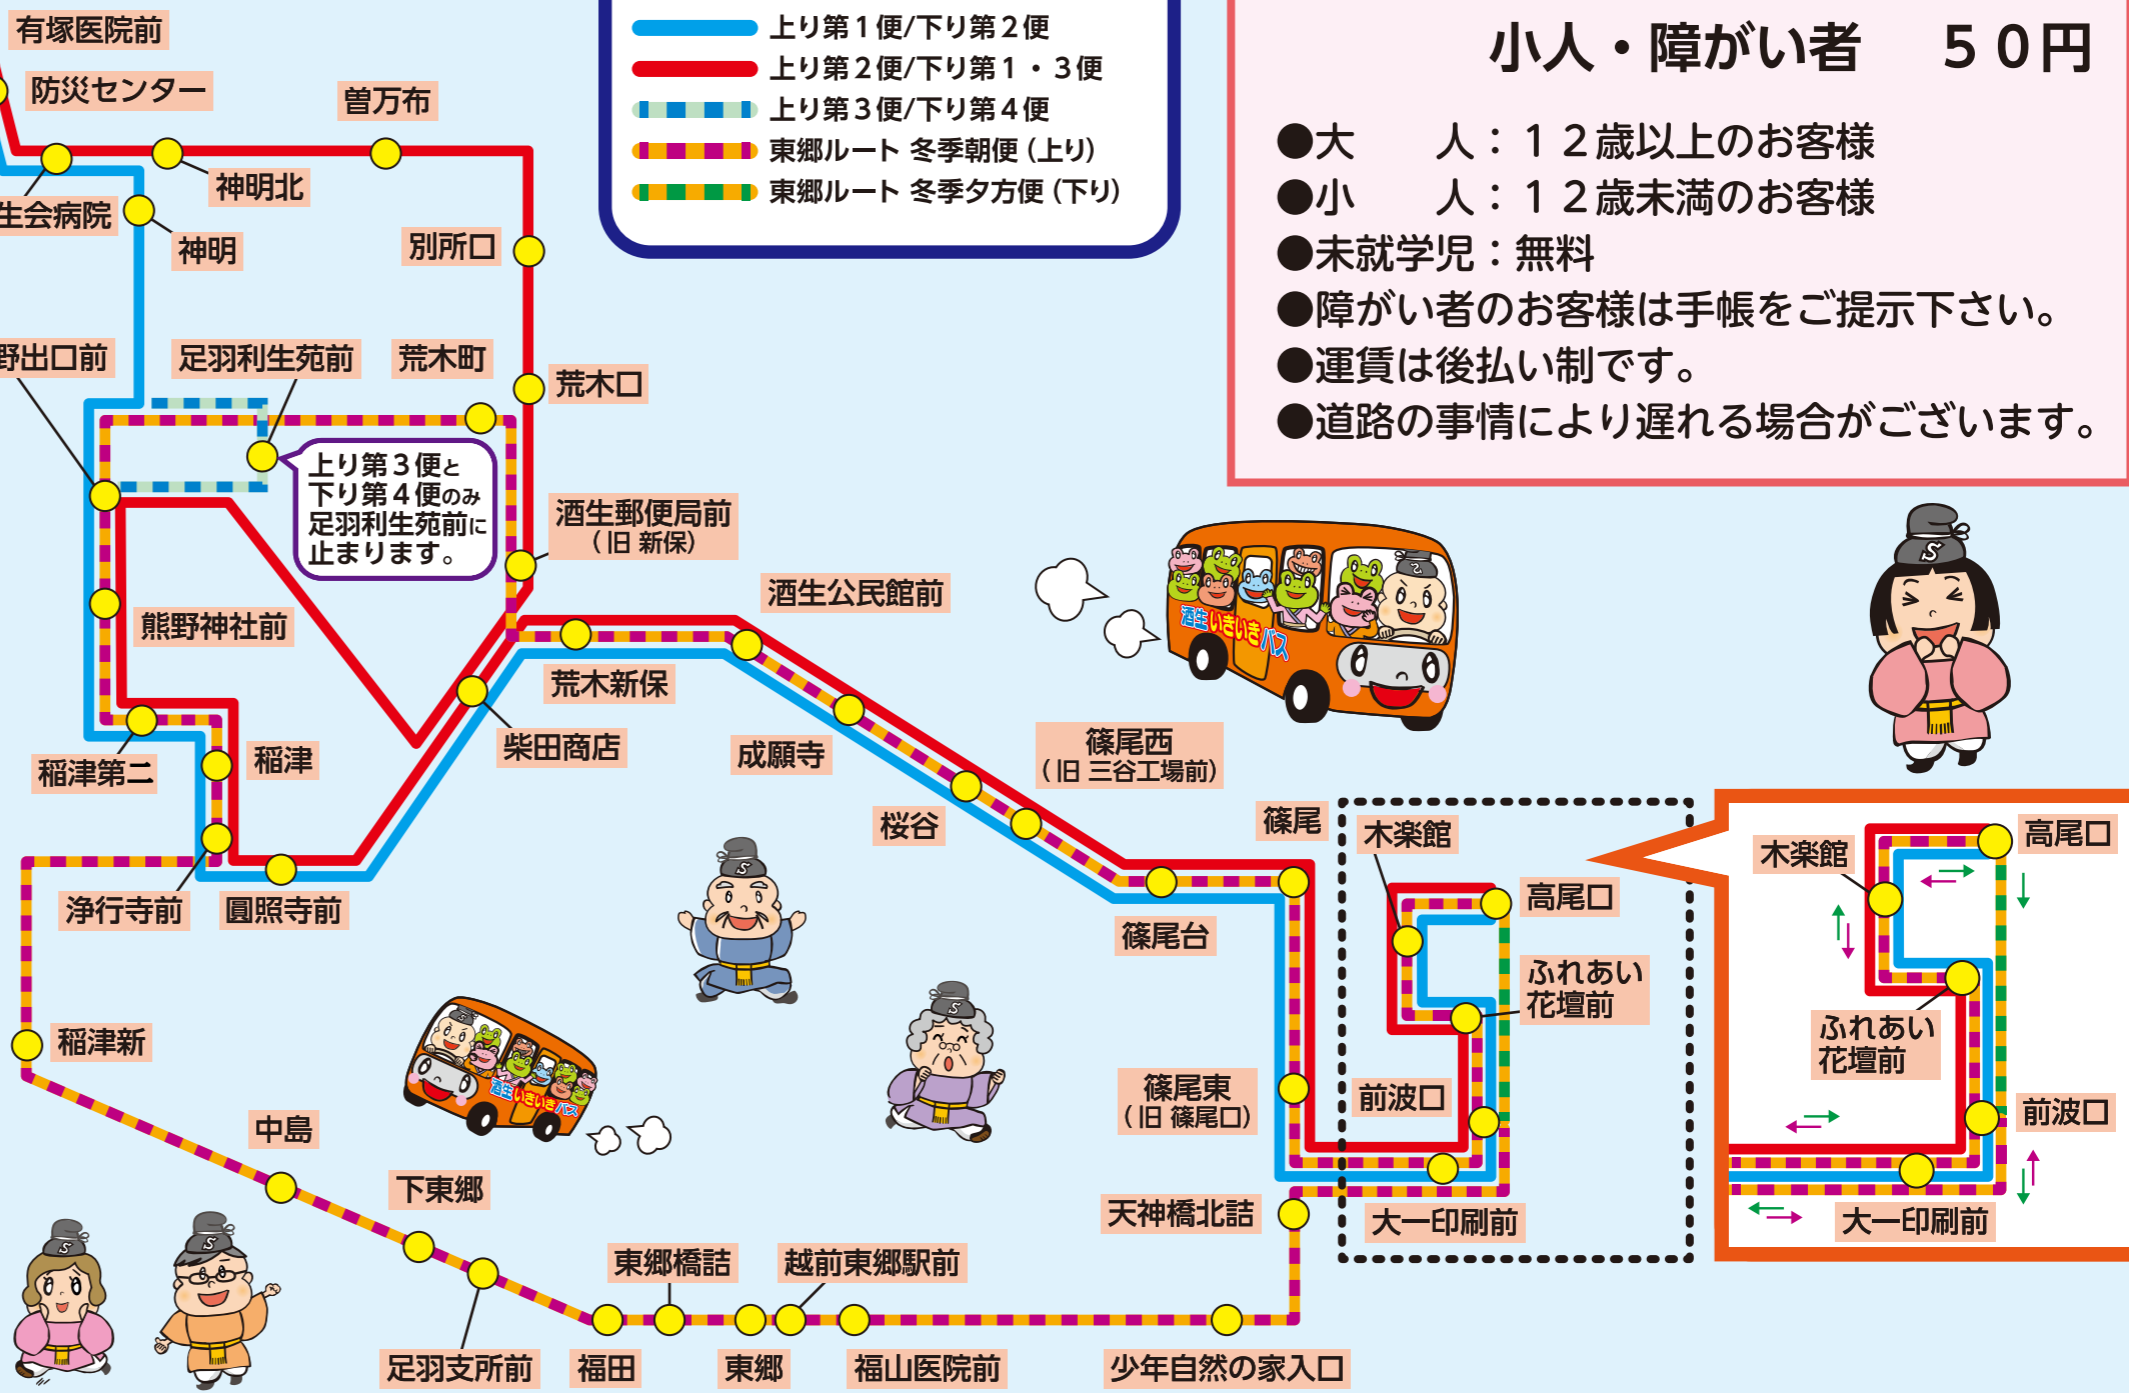 有塚医院前
防災センター
曽万布
生会病院
神明北
神明
別所口
野出口前
足羽利生苑前
荒木町
荒木口
上り第1便/下り第2便
上り第2便/下り第1・3便
上り第3便/下り第4便
東郷ルート 冬季朝便(上り)
東郷ルート 冬季夕方便(下り)
小人・障がい者 50円
●大 人：12歳以上のお客様
●小 人：12歳未満のお客様
●未就学児：無料
●障がい者のお客様は手帳をご提示下さい。
●運賃は後払い制です。
●道路の事情により遅れる場合がございます。
上り第3便と
下り第4便のみ
足羽利生苑前に
止まります。
酒生郵便局前
(旧 新保)
酒生公民館前
熊野神社前
荒木新保
柴田商店
成願寺
稲津第二
稲津
浄行寺前
圓照寺前
桜谷
篠尾西
(旧 三谷工場前)
篠尾
篠尾台
酒生いきいきバス
木楽館
高尾口
ふれあい
花壇前
前波口
大一印刷前
篠尾東
(旧 篠尾口)
天神橋北詰
木楽館
高尾口
ふれあい
花壇前
前波口
大一印刷前
稲津新
中島
下東郷
足羽支所前
酒生いきいきバス
東郷橋詰
越前東郷駅前
福田
東郷
福山医院前
少年自然の家入口
S
S
S
S
S